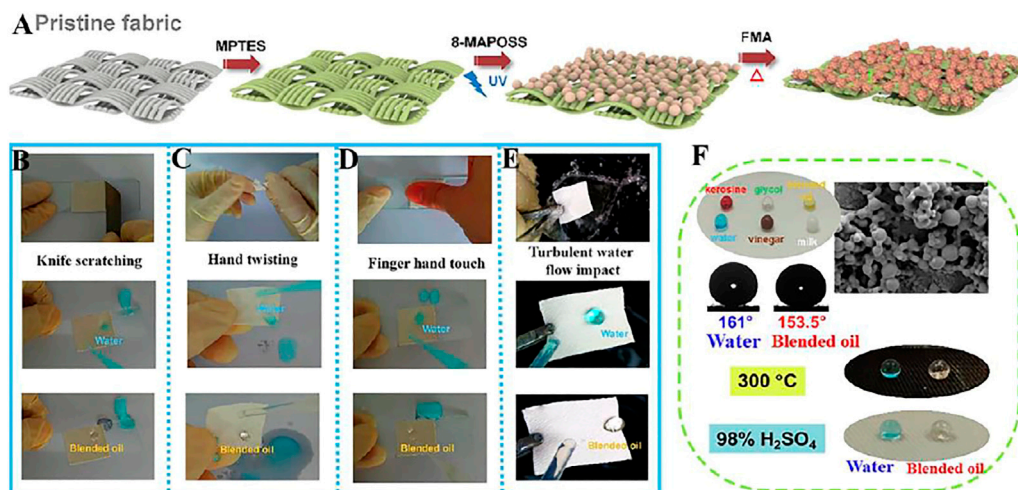 A Pristine fabric
MPTES
8-MAPOSS
UV
FMA
Δ
B
Knife scratching
Water
Blended oil
C
Hand twisting
Water
Blended oil
D
Finger hand touch
Water
Blended oil
E
Turbulent water
flow impact
Water
Blended oil
F
kerosine glycol
water vinegar milk
161° 153.5°
Water Blended oil
300 °C
98% H₂SO₄
Water Blended oil